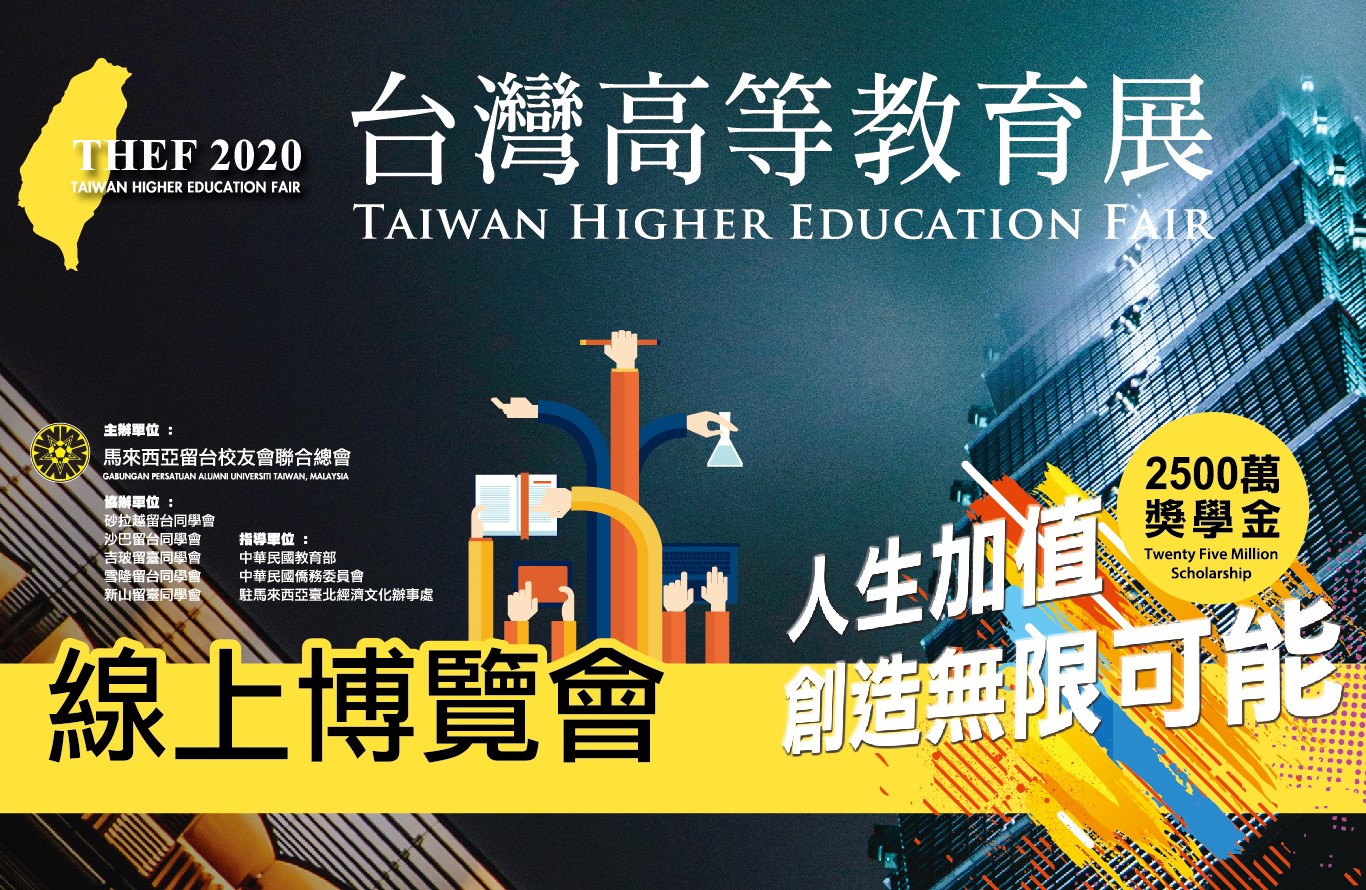 THEF 2020
TAIWAN HIGHER EDUCATION FAIR
台灣高等教育展
TAIWAN HIGHER EDUCATION FAIR
主辦單位：
馬來西亞留台校友會聯合總會
GABUNGAN PERSATUAN ALUMNI UNIVERSITI TAIWAN, MALAYSIA
協辦單位：
砂拉越留台同學會
沙巴留台同學會
吉玻留臺同學會
雪隆留台同學會
新山留臺同學會
指導單位：
中華民國教育部
中華民國僑務委員會
駐馬來西亞臺北經濟文化辦事處
2500萬
獎學金
Twenty Five Million
Scholarship
人生加值
創造無限可能
線上博覽會